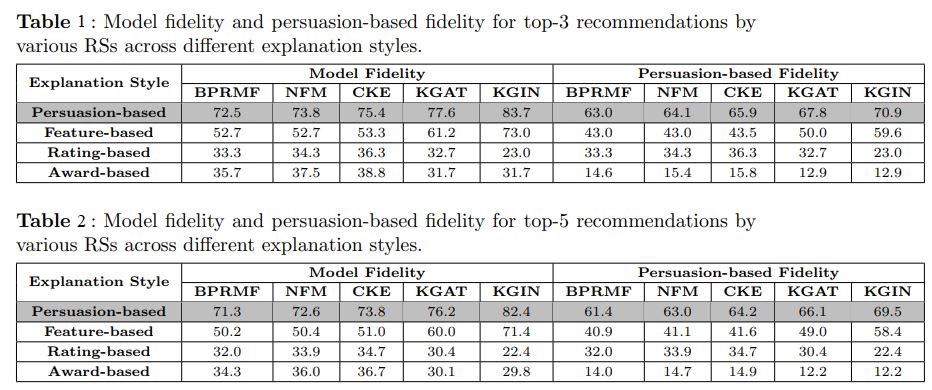 Table 1 : Model fidelity and persuasion-based fidelity for top-3 recommendations by
various RSs across different explanation styles.
Explanation Style Model Fidelity Persuasion-based Fidelity
BPRMF NFM CKE KGAT KGIN BPRMF NFM CKE KGAT KGIN
Persuasion-based 72.5 73.8 75.4 77.6 83.7 63.0 64.1 65.9 67.8 70.9
Feature-based 52.7 52.7 53.3 61.2 73.0 43.0 43.0 43.5 50.0 59.6
Rating-based 33.3 34.3 36.3 32.7 23.0 33.3 34.3 36.3 32.7 23.0
Award-based 35.7 37.5 38.8 31.7 31.7 14.6 15.4 15.8 12.9 12.9
Table 2 : Model fidelity and persuasion-based fidelity for top-5 recommendations by
various RSs across different explanation styles.
Explanation Style Model Fidelity Persuasion-based Fidelity
BPRMF NFM CKE KGAT KGIN BPRMF NFM CKE KGAT KGIN
Persuasion-based 71.3 72.6 73.8 76.2 82.4 61.4 63.0 64.2 66.1 69.5
Feature-based 50.2 50.4 51.0 60.0 71.4 40.9 41.1 41.6 49.0 58.4
Rating-based 32.0 33.9 34.7 30.4 22.4 32.0 33.9 34.7 30.4 22.4
Award-based 34.3 36.0 36.7 30.1 29.8 14.0 14.7 14.9 12.2 12.2